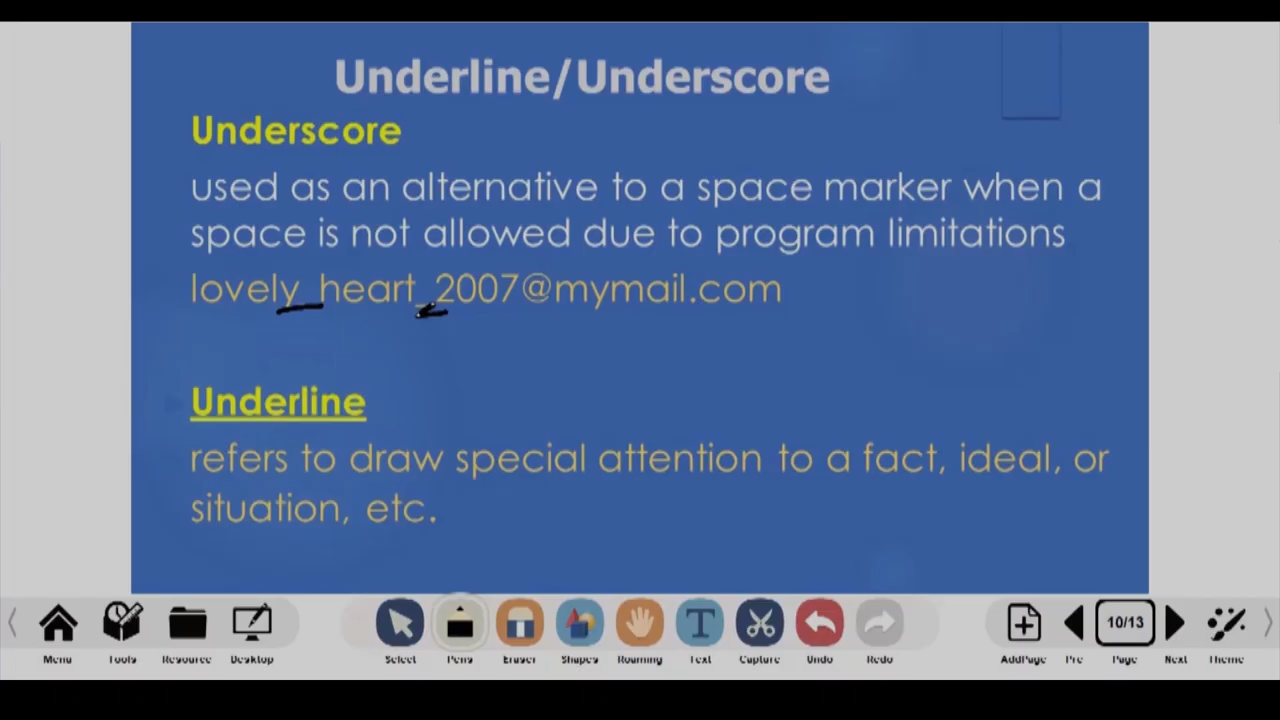 Underline/Underscore
Underscore
used as an alternative to a space marker when a
space is not allowed due to program limitations
lovely_heart_2007@mymail.com
Underline
refers to draw special attention to a fact, ideal, or
situation, etc.
10/13
Menu Tools Resource Desktop Select Pens Eraser Shapes Roaming Text Capture Undo Redo AddPage Pre Page Next Theme